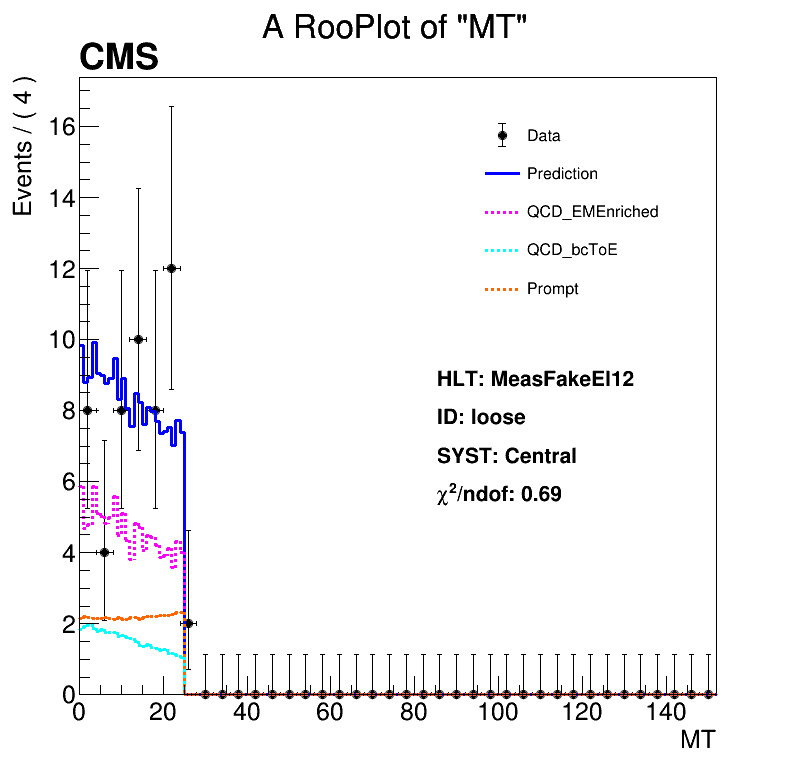 A RooPlot of "MT"
CMS
Events / ( 4 )
16
14
12
10
8
6
4
2
0
Data
Prediction
QCD_EMEnriched
QCD_bcToE
Prompt
HLT: MeasFakeEl12
ID: loose
SYST: Central
χ²/ndof: 0.69
0 20 40 60 80 100 120 140
MT